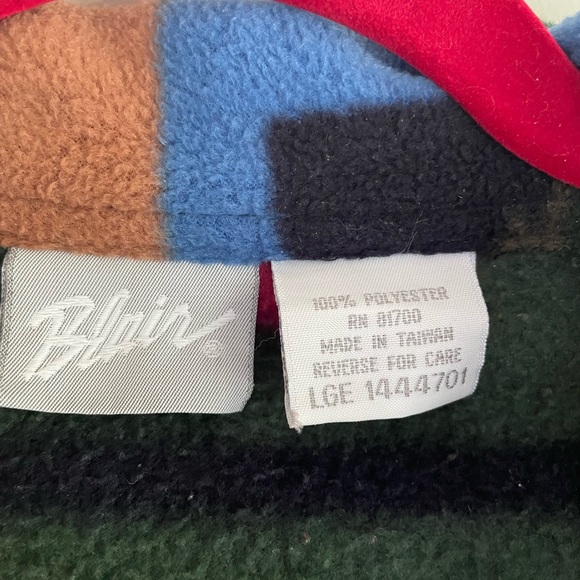 Blair®
100% POLYESTER
RN 81700
MADE IN TAIWAN
REVERSE FOR CARE
LGE 1444701